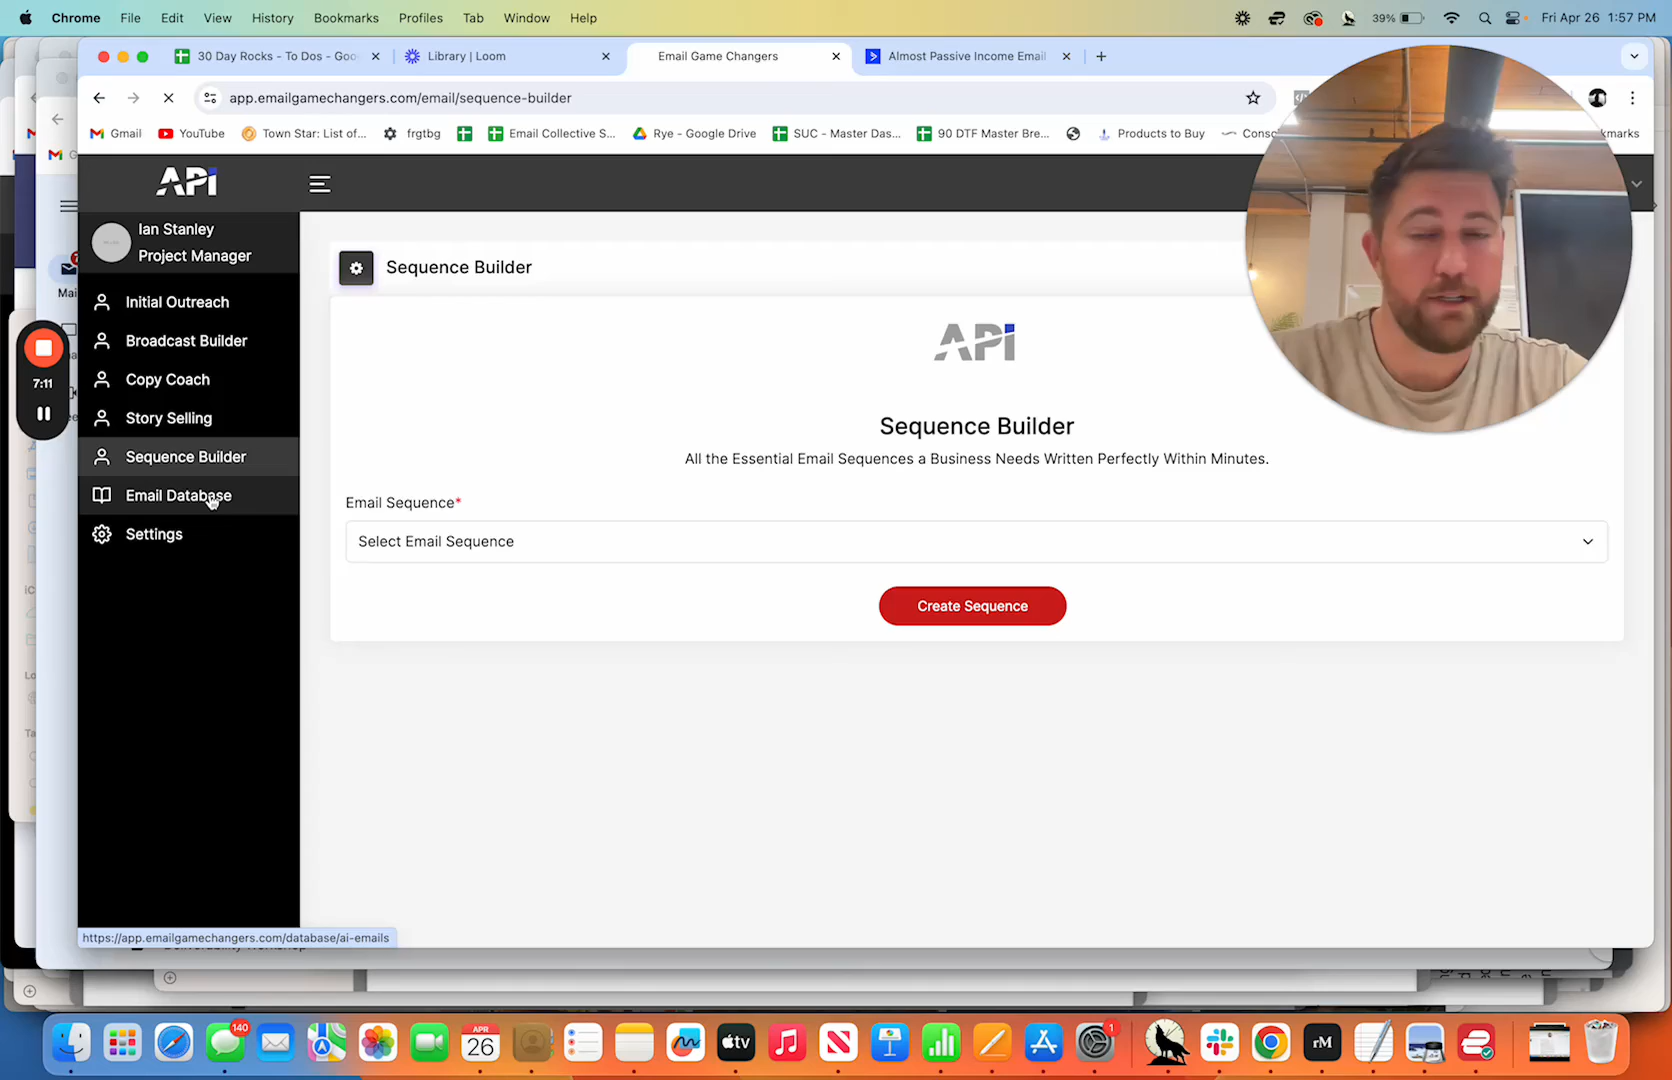 Chrome File Edit View History Bookmarks Profiles Tab Window Help
39% Fri Apr 26 1:57 PM
30 Day Rocks - To Dos - Goo
Library | Loom
Email Game Changers
Almost Passive Income Email
app.emailgamechangers.com/email/sequence-builder
Gmail
YouTube
Town Star: List of...
frgtbg
Email Collective S...
Rye - Google Drive
SUC - Master Das...
90 DTF Master Bre...
Products to Buy
API
Ian Stanley
Project Manager
Initial Outreach
Broadcast Builder
Copy Coach
Story Selling
Sequence Builder
Email Database
Settings
7:11
Sequence Builder
API
Sequence Builder
All the Essential Email Sequences a Business Needs Written Perfectly Within Minutes.
Email Sequence*
Select Email Sequence
Create Sequence
https://app.emailgamechangers.com/database/ai-emails
140
APR
26
tv
rM
1